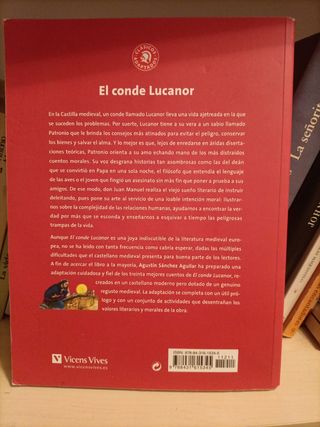 CLÁSICOS
ADAPTADOS
El conde Lucanor
En la Castilla medieval, un conde llamado Lucanor lleva una vida ajetreada en la que
se suceden los problemas. Por suerte, Lucanor tiene a su vera a un sabio llamado
Patronio que le brinda los consejos más atinados para evitar el peligro, conservar
los bienes y salvar el alma. Y lo mejor es que, lejos de enredarse en áridas diserta-
ciones teóricas, Patronio orienta a su amo echando mano de los más distraídos
cuentos morales. Su voz desgrana historias tan asombrosas como las del deán
que se convirtió en Papa en una sola noche, el filósofo que entendía el lenguaje
de las aves o el joven que fingió un asesinato sin más fin que poner a prueba a sus
amigos. De ese modo, don Juan Manuel realiza el viejo sueño literario de instruir
deleitando, pues pone su arte al servicio de una loable intención moral: ilus-
trarnos sobre la complejidad de las relaciones humanas, ayudarnos a encontrar la ver-
dad por más que se esconda y enseñarnos a esquivar a tiempo las peligrosas
trampas de la vida.
Aunque El conde Lucanor es una joya indiscutible de la literatura medieval euro-
pea, no se ha leído con tanta frecuencia como cabría esperar, dadas las múltiples
dificultades que el castellano medieval presenta para buena parte de los lectores.
A fin de acercar el libro a la mayoría, Agustín Sánchez Aguilar ha preparado una
adaptación cuidadosa y fiel de los treinta mejores cuentos de El conde Lucanor, re-
creados en un castellano moderno pero dotado de un genuino
regusto medieval. La adaptación se completa con un útil pró-
logo y con un conjunto de actividades que desentrañan los
valores literarios y morales de la obra.
Vicens Vives
www.vicensvives.es
La señorit